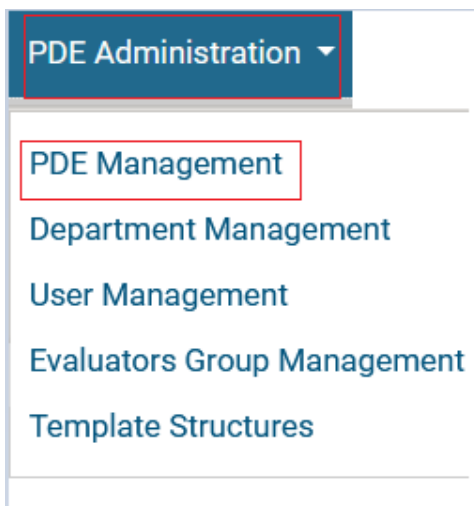 PDE Administration
PDE Management
Department Management
User Management
Evaluators Group Management
Template Structures